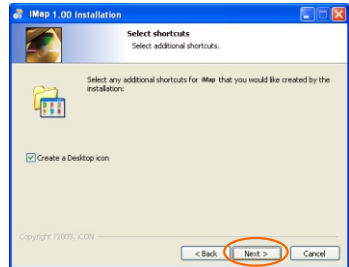 iMap 1.00 Installation
Select shortcuts
Select additional shortcuts.
Select any additional shortcuts for iMap that you would like created by the
installation:
Create a Desktop icon
Copyright ?2008, iCON
< Back
Next >
Cancel